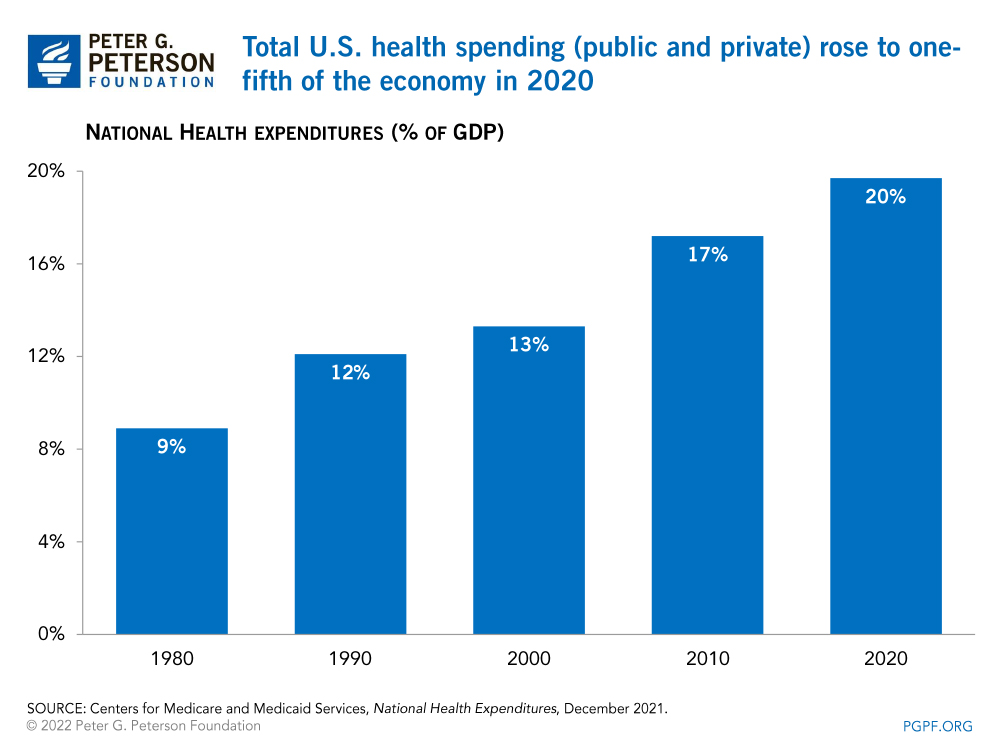 PETER G.
PETERSON
FOUNDATION
Total U.S. health spending (public and private) rose to one-
fifth of the economy in 2020
NATIONAL HEALTH EXPENDITURES (% OF GDP)
20%
16%
12%
8%
4%
0%
9%
12%
13%
17%
20%
1980
1990
2000
2010
2020
SOURCE: Centers for Medicare and Medicaid Services, National Health Expenditures, December 2021.
© 2022 Peter G. Peterson Foundation
PGPF.ORG